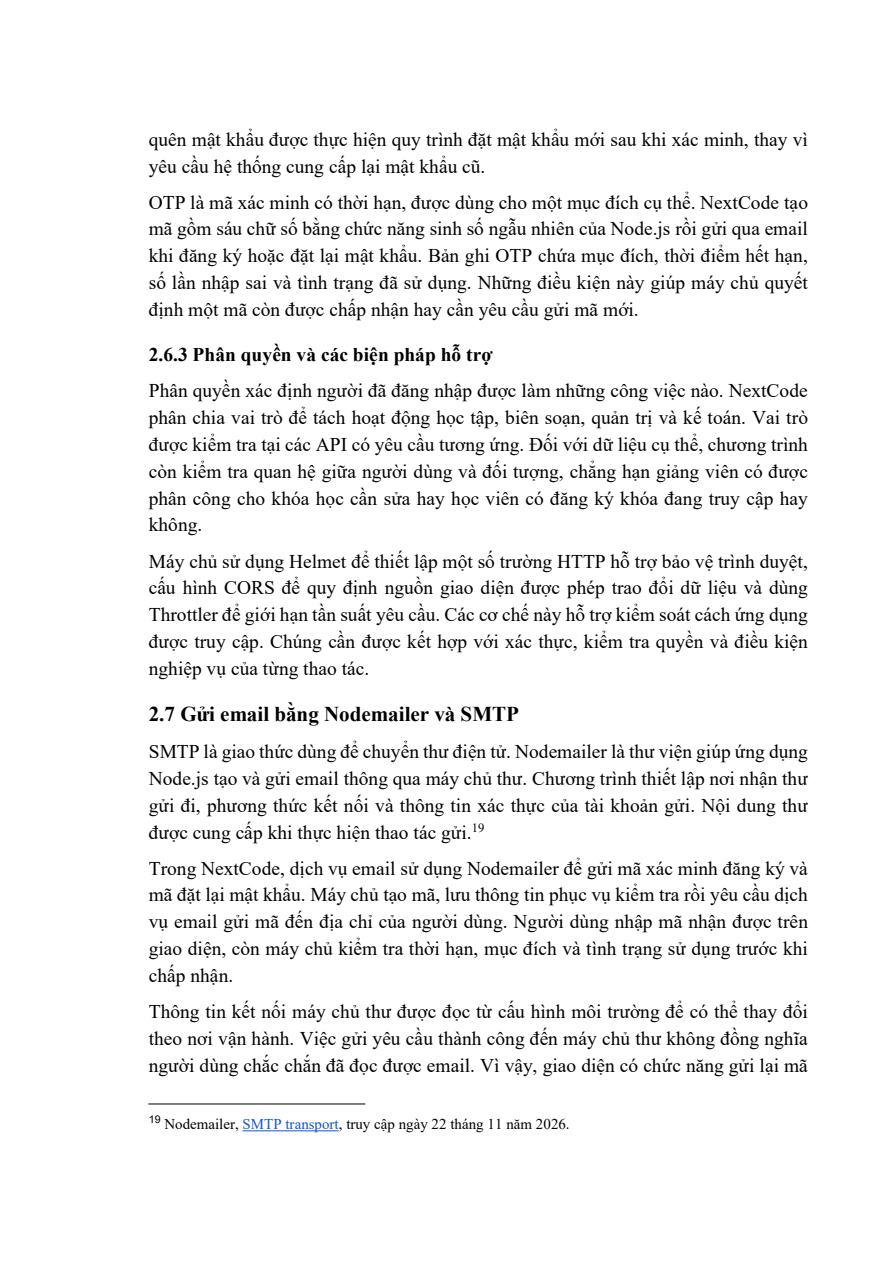 quên mật khẩu được thực hiện quy trình đặt mật khẩu mới sau khi xác minh, thay vì
yêu cầu hệ thống cung cấp lại mật khẩu cũ.
OTP là mã xác minh có thời hạn, được dùng cho một mục đích cụ thể. NextCode tạo
mã gồm sáu chữ số bằng chức năng sinh số ngẫu nhiên của Node.js rồi gửi qua email
khi đăng ký hoặc đặt lại mật khẩu. Bản ghi OTP chứa mục đích, thời điểm hết hạn,
số lần nhập sai và tình trạng đã sử dụng. Những điều kiện này giúp máy chủ quyết
định một mã còn được chấp nhận hay cần yêu cầu gửi mã mới.
2.6.3 Phân quyền và các biện pháp hỗ trợ
Phân quyền xác định người đã đăng nhập được làm những công việc nào. NextCode
phân chia vai trò để tách hoạt động học tập, biên soạn, quản trị và kế toán. Vai trò
được kiểm tra tại các API có yêu cầu tương ứng. Đối với dữ liệu cụ thể, chương trình
còn kiểm tra quan hệ giữa người dùng và đối tượng, chẳng hạn giảng viên có được
phân công cho khóa học cần sửa hay học viên có đăng ký khóa đang truy cập hay
không.
Máy chủ sử dụng Helmet để thiết lập một số trường HTTP hỗ trợ bảo vệ trình duyệt,
cấu hình CORS để quy định nguồn giao diện được phép trao đổi dữ liệu và dùng
Throttler để giới hạn tần suất yêu cầu. Các cơ chế này hỗ trợ kiểm soát cách ứng dụng
được truy cập. Chúng cần được kết hợp với xác thực, kiểm tra quyền và điều kiện
nghiệp vụ của từng thao tác.
2.7 Gửi email bằng Nodemailer và SMTP
SMTP là giao thức dùng để chuyển thư điện tử. Nodemailer là thư viện giúp ứng dụng
Node.js tạo và gửi email thông qua máy chủ thư. Chương trình thiết lập nơi nhận thư
gửi đi, phương thức kết nối và thông tin xác thực của tài khoản gửi. Nội dung thư
được cung cấp khi thực hiện thao tác gửi.19
Trong NextCode, dịch vụ email sử dụng Nodemailer để gửi mã xác minh đăng ký và
mã đặt lại mật khẩu. Máy chủ tạo mã, lưu thông tin phục vụ kiểm tra rồi yêu cầu dịch
vụ email gửi mã đến địa chỉ của người dùng. Người dùng nhập mã nhận được trên
giao diện, còn máy chủ kiểm tra thời hạn, mục đích và tình trạng sử dụng trước khi
chấp nhận.
Thông tin kết nối máy chủ thư được đọc từ cấu hình môi trường để có thể thay đổi
theo nơi vận hành. Việc gửi yêu cầu thành công đến máy chủ thư không đồng nghĩa
người dùng chắc chắn đã đọc được email. Vì vậy, giao diện có chức năng gửi lại mã
19 Nodemailer, SMTP transport, truy cập ngày 22 tháng 11 năm 2026.